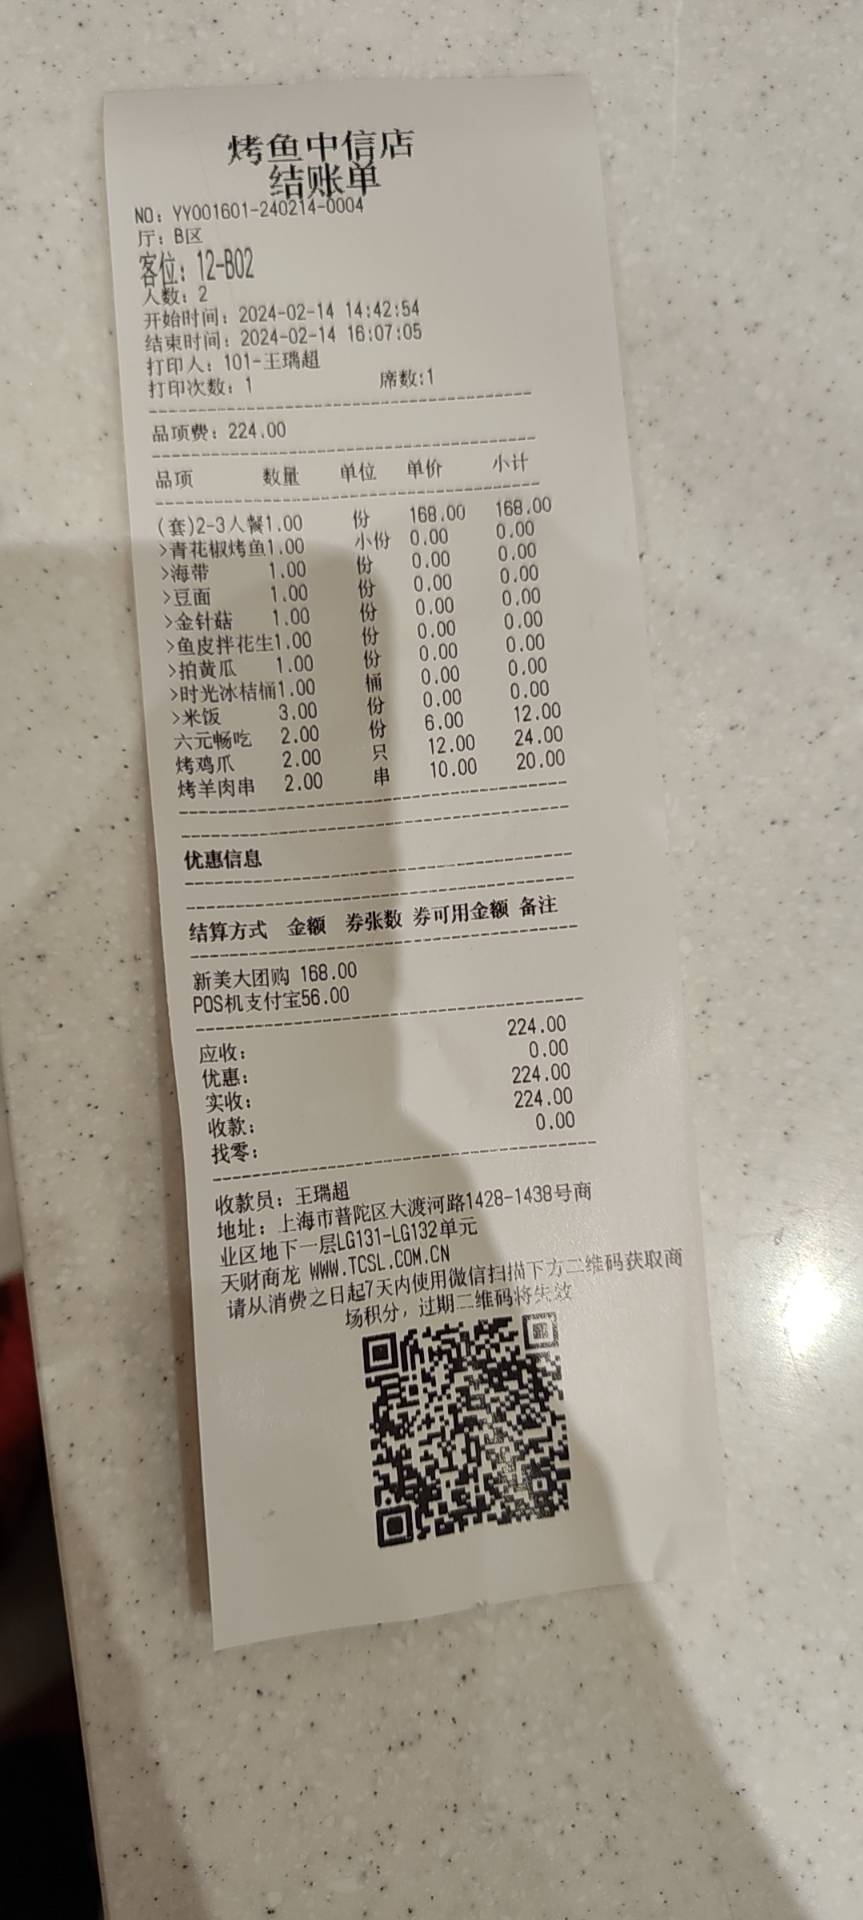 烤鱼中信店
结账单
NO: YY001601-240214-0004
厅: B区
客位: 12-B02
人数: 2
开始时间: 2024-02-14 14:42:54
结束时间: 2024-02-14 16:07:05
打印人: 101-王瑞超
打印次数: 1 席数:1
品项费: 224.00
品项 数量 单位 单价 小计
(套)2-3人餐1.00 份 168.00 168.00
>青花椒烤鱼1.00 小份 0.00 0.00
>海带 1.00 份 0.00 0.00
>豆面 1.00 份 0.00 0.00
>金针菇 1.00 份 0.00 0.00
>鱼皮拌花生1.00 份 0.00 0.00
>拍黄瓜 1.00 份 0.00 0.00
>时光冰桔桶1.00 桶 0.00 0.00
>米饭 3.00 份 0.00 0.00
六元畅吃 2.00 份 6.00 12.00
烤鸡爪 2.00 只 12.00 24.00
烤羊肉串 2.00 串 10.00 20.00
优惠信息
结算方式 金额 券张数 券可用金额 备注
新美大团购 168.00
POS机支付宝56.00
应收: 224.00
优惠: 0.00
实收: 224.00
收款: 224.00
找零: 0.00
收款员: 王瑞超
地址: 上海市普陀区大渡河路1428-1438号商
业区地下一层LG131-LG132单元
天财商龙 WWW.TCSL.COM.CN
请从消费之日起7天内使用微信扫描下方二维码获取商
场积分, 过期二维码将失效